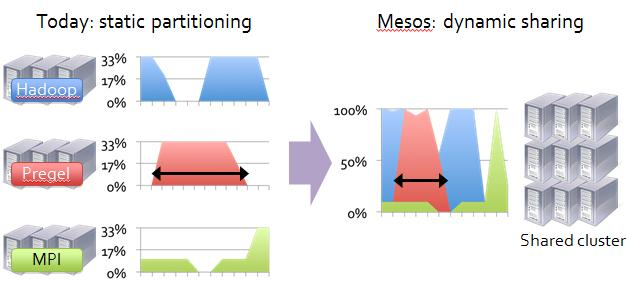 Today: static partitioning
Mesos: dynamic sharing
33%
17%
0%
Hadoop
33%
17%
0%
Pregel
33%
17%
0%
MPI
100%
50%
0%
Shared cluster